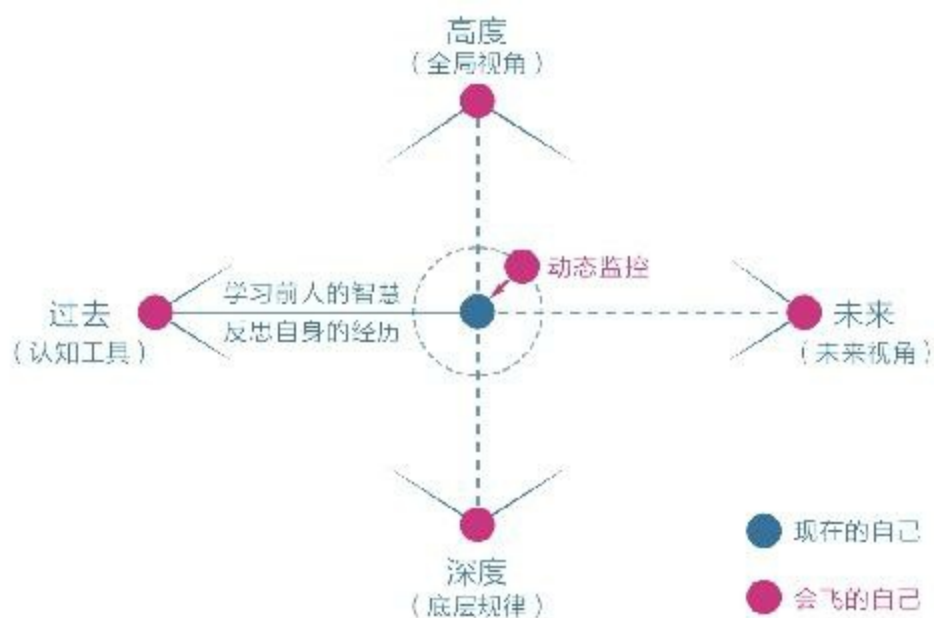 高度
（全局视角）
动态监控
学习前人的智慧
过去
未来
反思自身的经历
（认知工具）
（未来视角）
现在的自己
深度
（底层规律）
会飞的自己